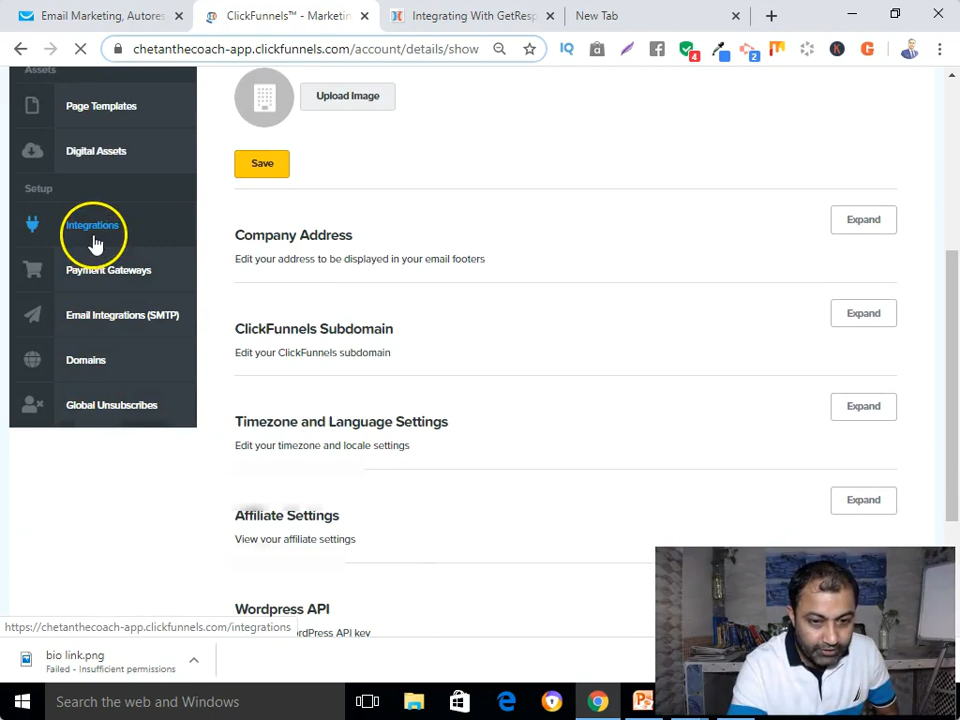 Email Marketing, Autores
ClickFunnels™ - Marketin
Integrating With GetResp
New Tab
chetanthecoach-app.clickfunnels.com/account/details/show
4
2
Assets
Page Templates
Digital Assets
Setup
Integrations
Payment Gateways
Email Integrations (SMTP)
Domains
Global Unsubscribes
Upload Image
Save
Company Address
Expand
Edit your address to be displayed in your email footers
ClickFunnels Subdomain
Expand
Edit your ClickFunnels subdomain
Timezone and Language Settings
Expand
Edit your timezone and locale settings
Affiliate Settings
Expand
View your affiliate settings
Wordpress API
ordPress API key
https://chetanthecoach-app.clickfunnels.com/integrations
bio link.png
Failed - Insufficient permissions
Search the web and Windows